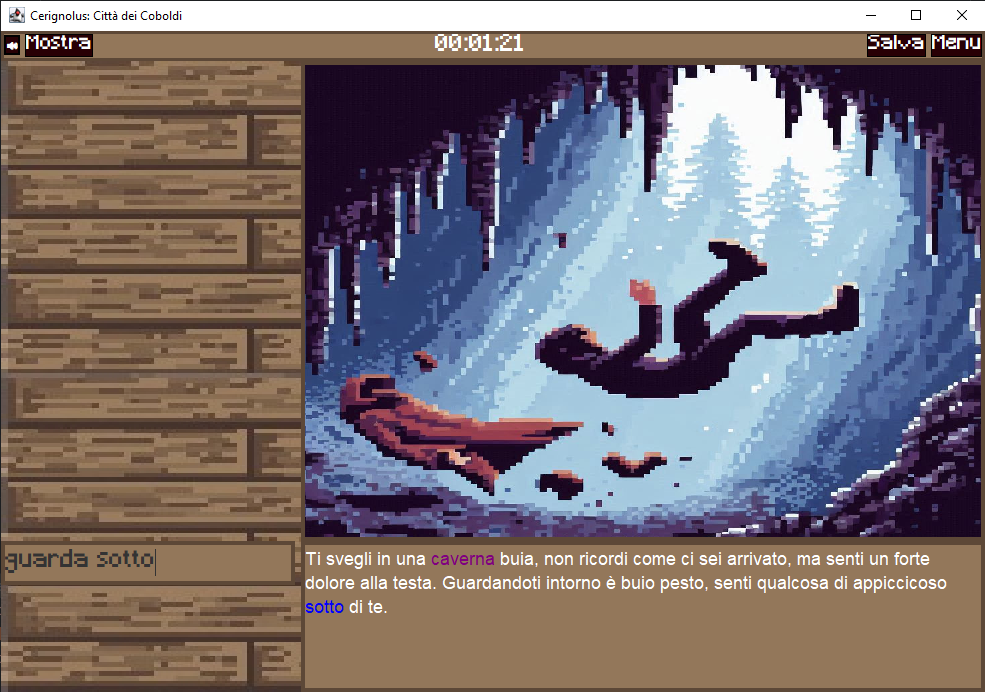 Cerignolus: Città dei Coboldi
Mostra 00:01:21 Salva Menu
guarda sotto
Ti svegli in una caverna buia, non ricordi come ci sei arrivato, ma senti un forte
dolore alla testa. Guardandoti intorno è buio pesto, senti qualcosa di appiccicoso
sotto di te.